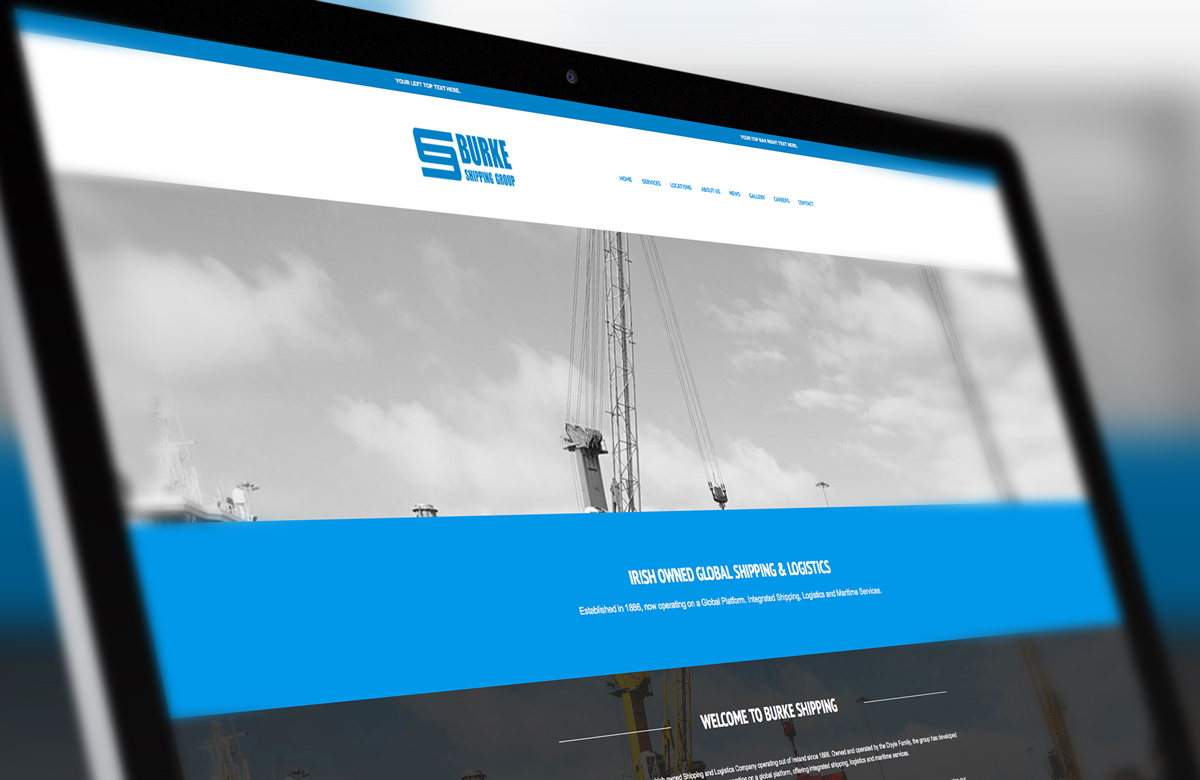 YOUR LEFT TOP TEXT HERE.
YOUR TOP BAR RIGHT TEXT HERE.
BURKE
SHIPPING GROUP
HOME SERVICES LOCATIONS ABOUT US NEWS GALLERY CAREERS CONTACT
IRISH OWNED GLOBAL SHIPPING & LOGISTICS
Established in 1886, now operating on a Global Platform. Integrated Shipping, Logistics and Maritime Services.
WELCOME TO BURKE SHIPPING
owned Shipping and Logistics Company operating out of Ireland since 1886. Owned and operated by the Doyle Family, the group has developed
on a global platform, offering integrated shipping, logistics and maritime services.